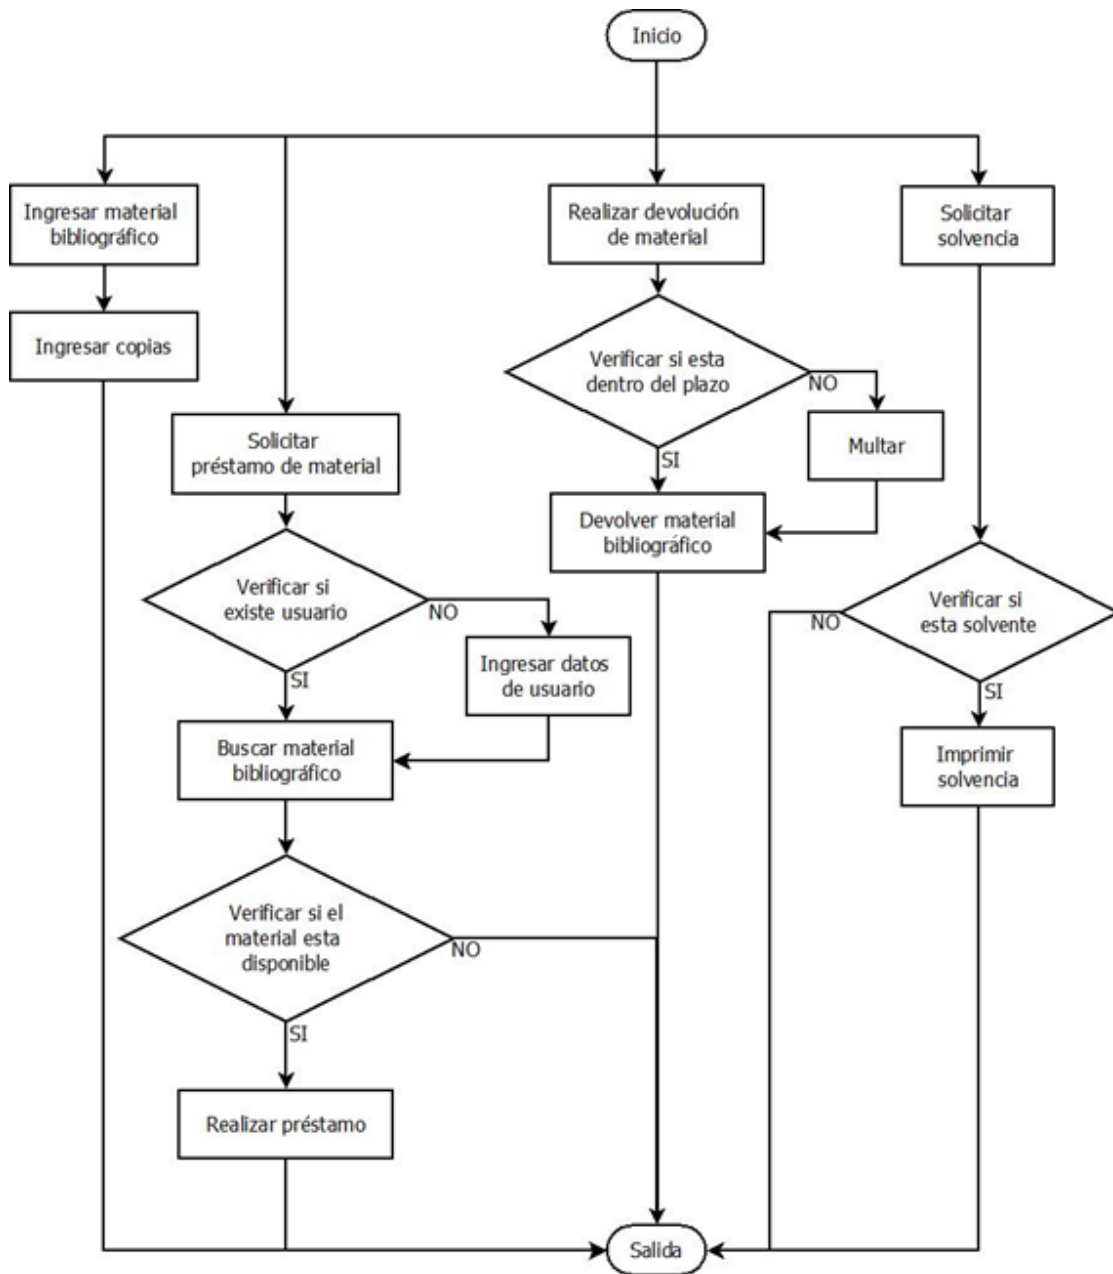 Inicio
Ingresar material
bibliográfico
Realizar devolución
de material
Solicitar
solvencia
Ingresar copias
Verificar si esta
dentro del plazo
NO
SI
Multar
Solicitar
préstamo de material
Devolver material
bibliográfico
Verificar si
existe usuario
NO
SI
Ingresar datos
de usuario
Verificar si
esta solvente
NO
SI
Buscar material
bibliográfico
Imprimir
solvencia
Verificar si el
material esta
disponible
NO
SI
Realizar préstamo
Salida